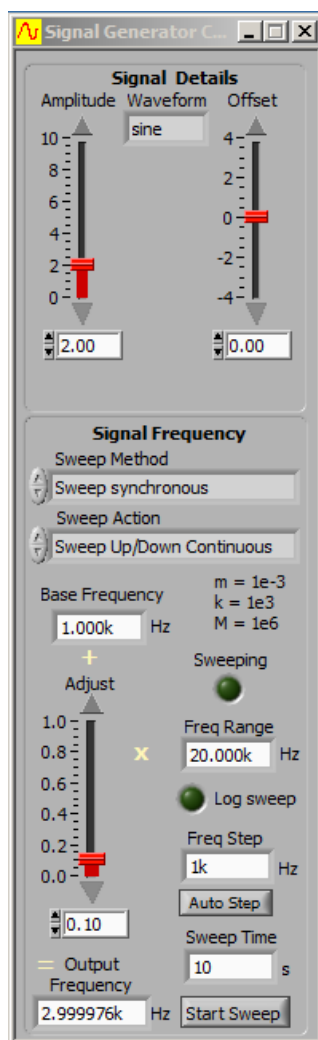 Signal Generator C...
Signal Details
Amplitude Waveform Offset
sine
10
8
6
4
2
0
4
2
0
-2
-4
2.00
0.00
Signal Frequency
Sweep Method
Sweep synchronous
Sweep Action
Sweep Up/Down Continuous
m = 1e-3
k = 1e3
M = 1e6
Base Frequency
1.000k Hz
+
Adjust
1.0
0.8
0.6
0.4
0.2
0.0
0.10
x
Sweeping
Freq Range
20.000k Hz
Log sweep
Freq Step
1k Hz
Auto Step
Sweep Time
10 s
= Output
Frequency
2.999976k Hz
Start Sweep